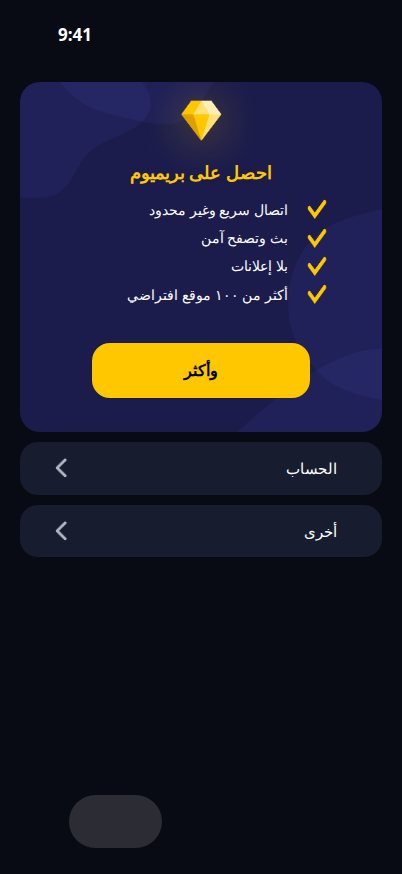 9:41
احصل على بريميوم
اتصال سريع وغير محدود
بث وتصفح آمن
بلا إعلانات
أكثر من ١٠٠ موقع افتراضي
وأكثر
الحساب
أخرى